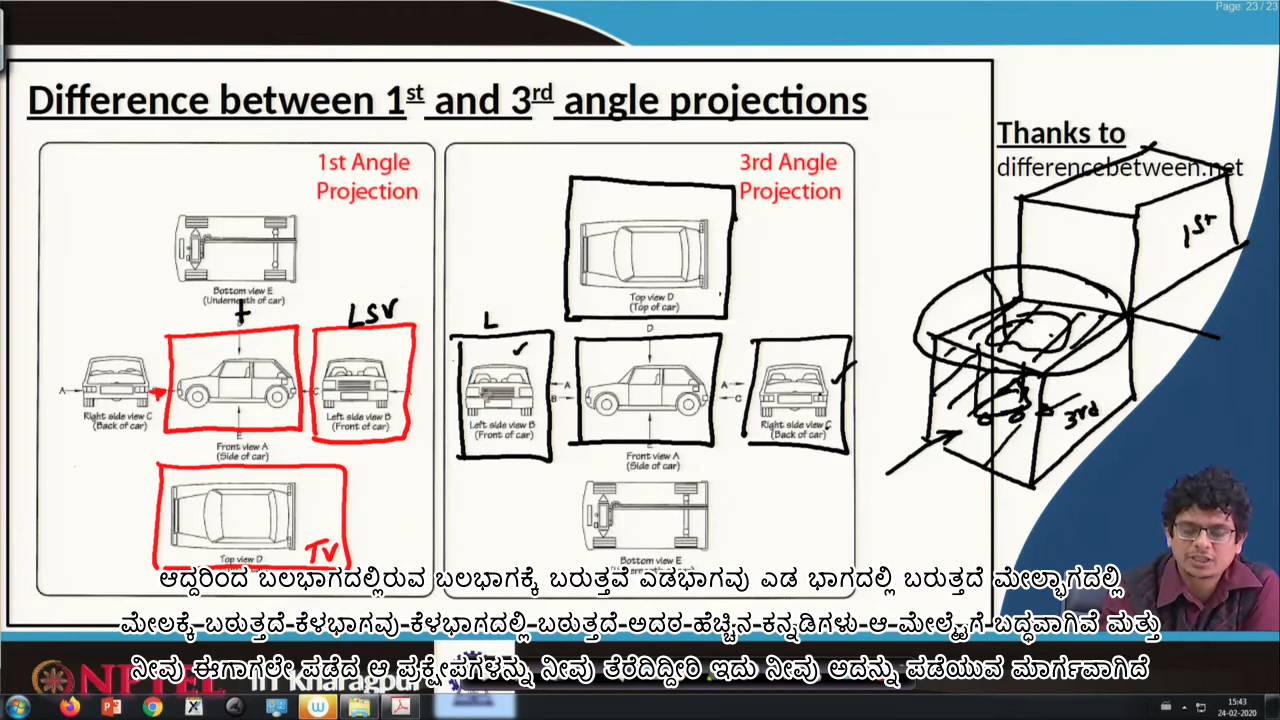 Page: 23 / 23
Difference between 1st and 3rd angle projections
Thanks to
differencebetween.net
1st Angle
Projection
3rd Angle
Projection
Bottom view E
(Underneath of car)
Top view D
(Top of car)
F
LSV
L
D
1st
3rd
A
C
Right side view C
(Back of car)
Left side view B
(Front of car)
E
Front view A
(Side of car)
A
B
A
C
Left side view B
(Front of car)
Right side view C
(Back of car)
E
Front view A
(Side of car)
Top view D
TV
Bottom view E
ಆದ್ದರಿಂದ ಬಲಭಾಗದಲ್ಲಿರುವ ಬಲಭಾಗಕ್ಕೆ ಬರುತ್ತವೆ ಎಡಭಾಗವು ಎಡ ಭಾಗದಲ್ಲಿ ಬರುತ್ತದೆ ಮೇಲ್ಭಾಗದಲ್ಲಿ
ಮೇಲಕ್ಕೆ ಬರುತ್ತದೆ ಕೆಳಭಾಗವು ಕೆಳಭಾಗದಲ್ಲಿ ಬರುತ್ತದೆ ಅದರ ಹೆಚ್ಚಿನ ಕನ್ನಡಿಗಳು ಆ ಮೇಲ್ಮೈಗೆ ಬದ್ಧವಾಗಿವೆ ಮತ್ತು
ನೀವು ಈಗಾಗಲೇ ಪಡೆದ ಆ ಪ್ರಕ್ಷೇಪಗಳನ್ನು ನೀವು ತೆರೆದಿದ್ದೀರಿ ಇದು ನೀವು ಅದನ್ನು ಪಡೆಯುವ ಮಾರ್ಗವಾಗಿದೆ
NPTEL IIT Kharagpur
15:43
24-02-2020